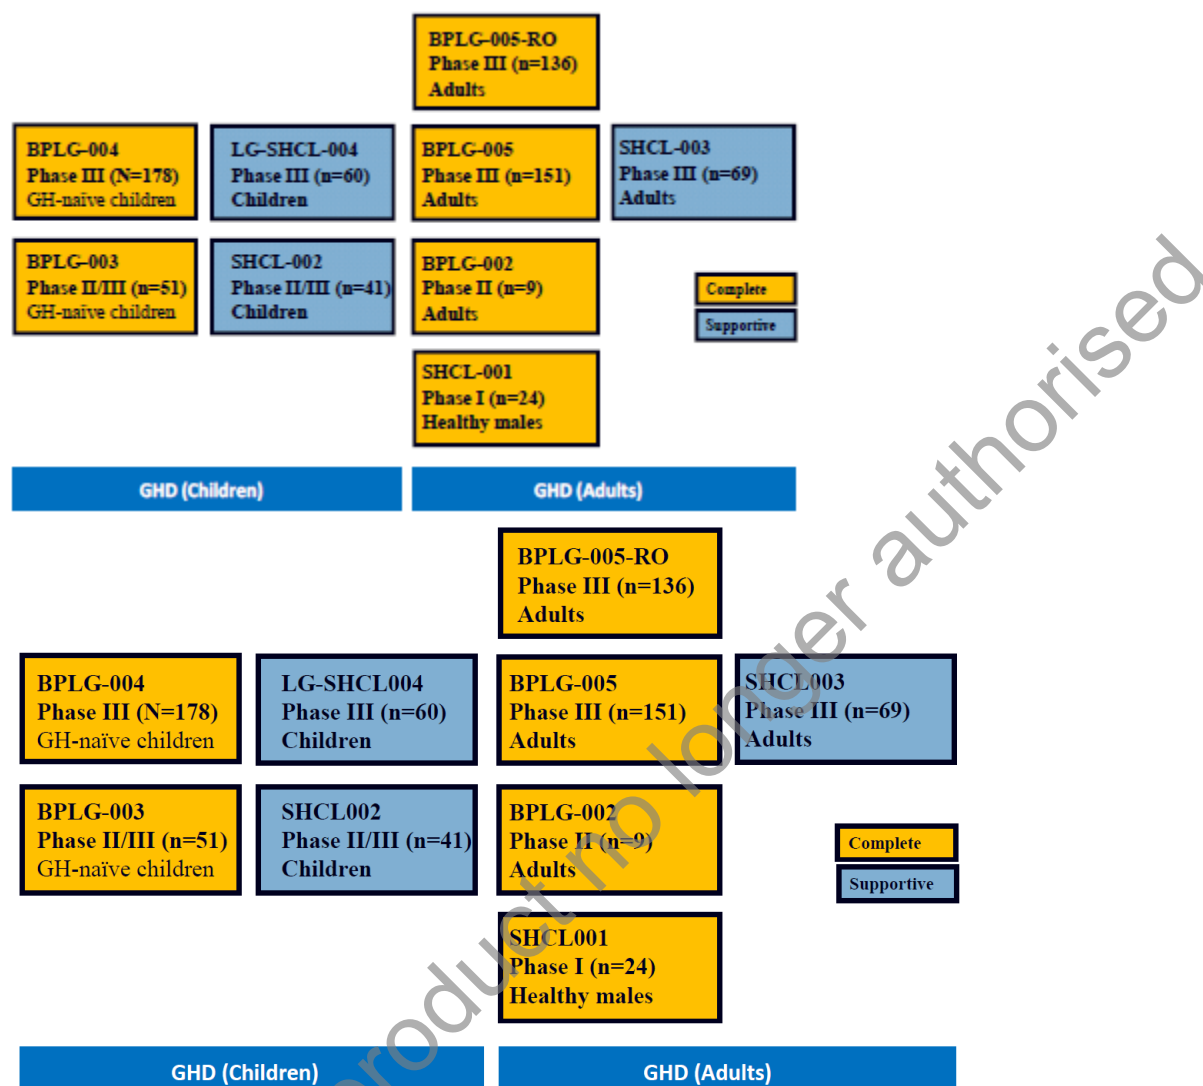 BPLG-005-RO
Phase III (n=136)
Adults
BPLG-004
Phase III (N=178)
GH-naïve children
LG-SHCL-004
Phase III (n=60)
Children
BPLG-005
Phase III (n=151)
Adults
SHCL-003
Phase III (n=69)
Adults
BPLG-003
Phase II/III (n=51)
GH-naïve children
SHCL-002
Phase II/III (n=41)
Children
BPLG-002
Phase II (n=9)
Adults
Complete
Supportive
SHCL-001
Phase I (n=24)
Healthy males
GHD (Children)
GHD (Adults)
BPLG-005-RO
Phase III (n=136)
Adults
BPLG-004
Phase III (N=178)
GH-naïve children
LG-SHCL004
Phase III (n=60)
Children
BPLG-005
Phase III (n=151)
Adults
SHCL003
Phase III (n=69)
Adults
BPLG-003
Phase II/III (n=51)
GH-naïve children
SHCL002
Phase II/III (n=41)
Children
BPLG-002
Phase II (n=9)
Adults
Complete
Supportive
SHCL001
Phase I (n=24)
Healthy males
GHD (Children)
GHD (Adults)
product no longer authorised